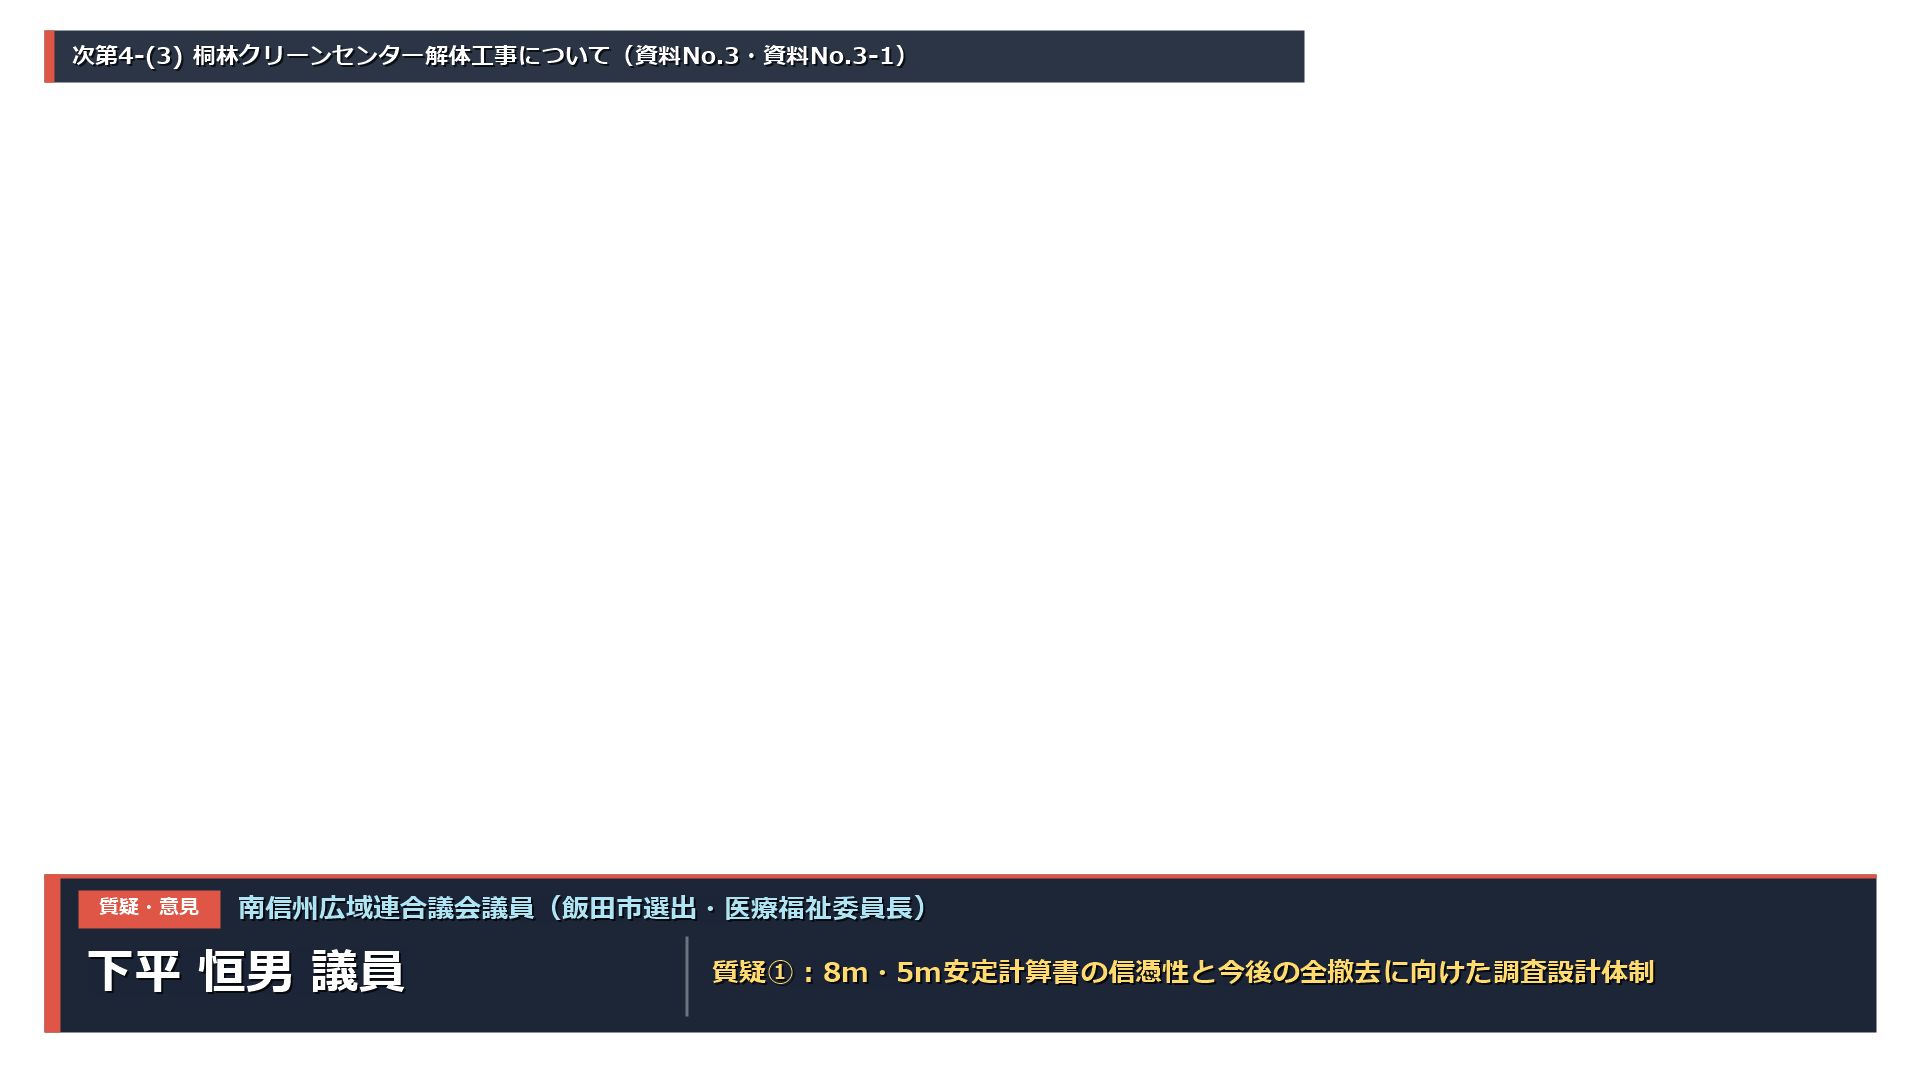 次第4-(3) 桐林クリーンセンター解体工事について（資料No.3・資料No.3-1）
質疑・意見
南信州広域連合議会議員（飯田市選出・医療福祉委員長）
下平 恒男 議員
質疑①：8m・5m安定計算書の信憑性と今後の全撤去に向けた調査設計体制